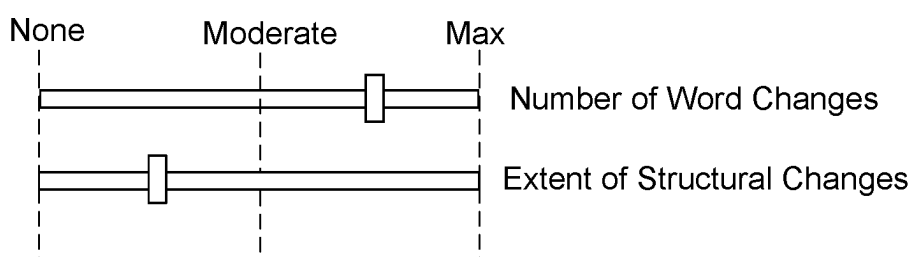 None Moderate Max
Number of Word Changes
Extent of Structural Changes